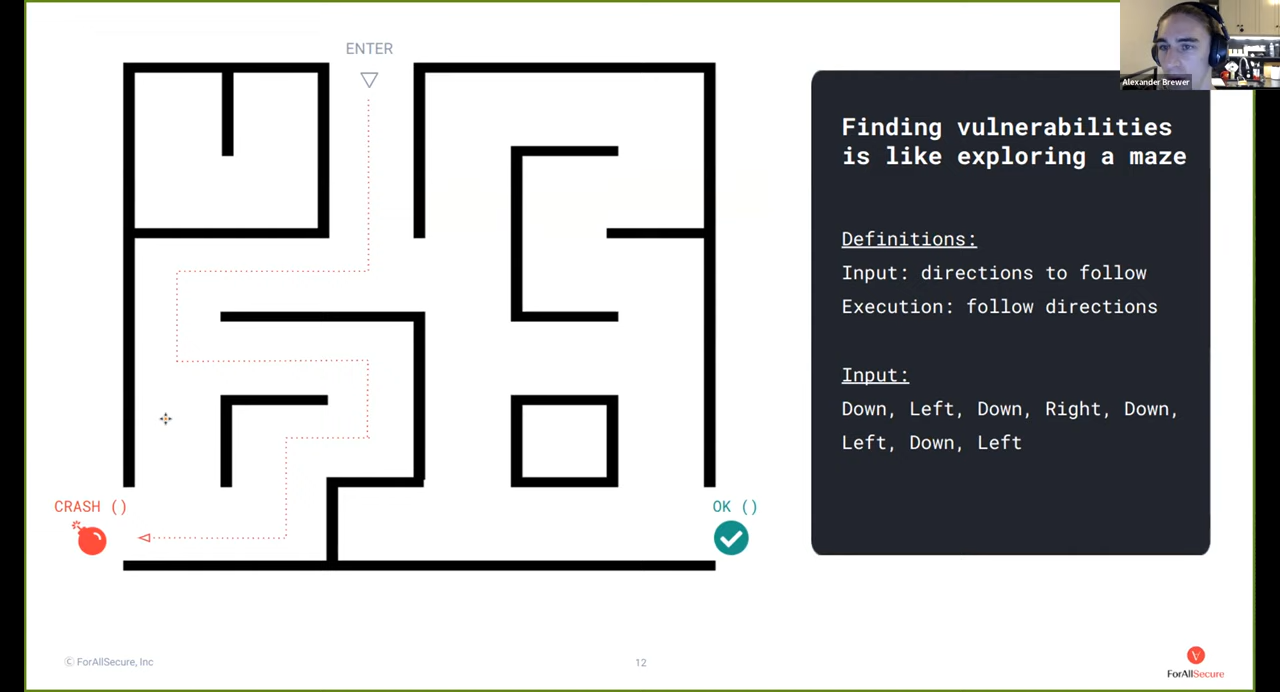 ENTER
Alexander Brewer
Finding vulnerabilities
is like exploring a maze
Definitions:
Input: directions to follow
Execution: follow directions
Input:
Down, Left, Down, Right, Down,
Left, Down, Left
CRASH ()
OK ()
© ForAllSecure, Inc
12
ForAllSecure